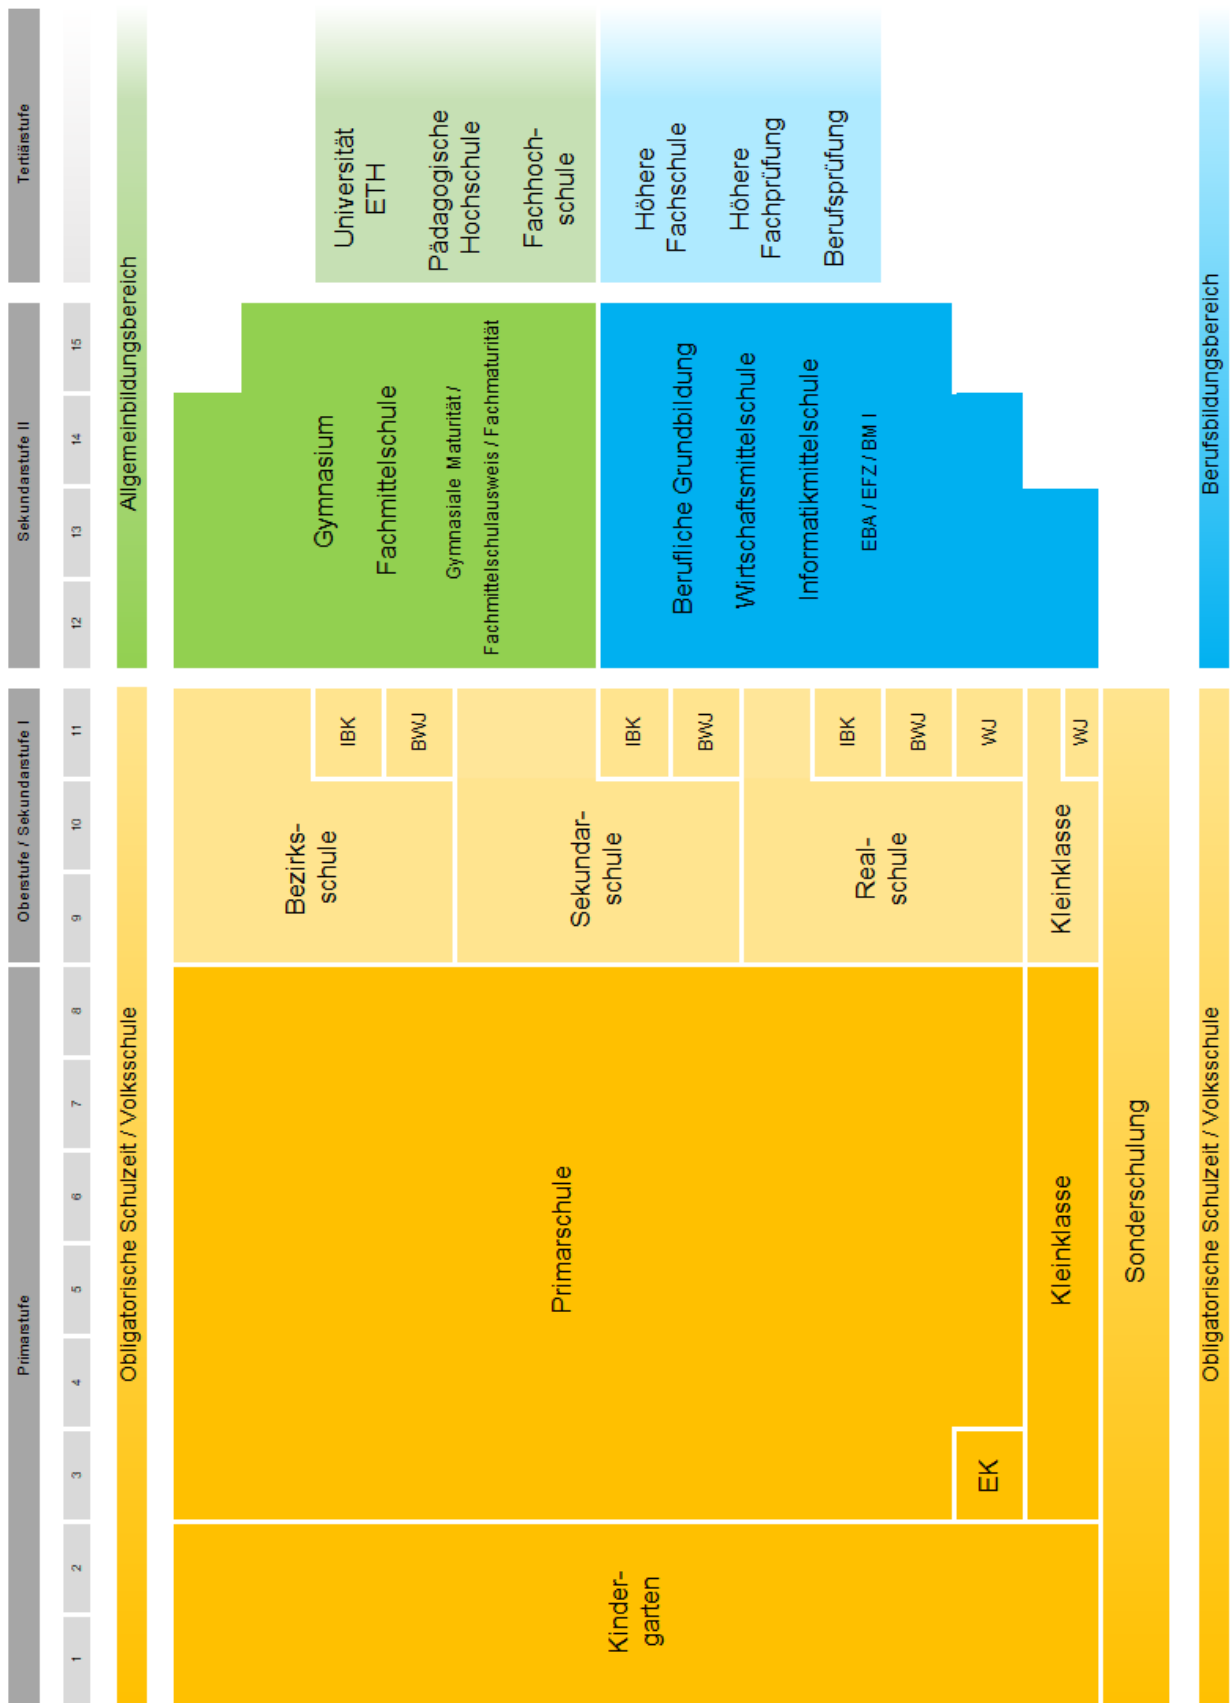 Tertiärstufe
Sekundarstufe II
Oberstufe / Sekundarstufe I
Primarstufe
15
14
13
12
11
10
9
8
7
6
5
4
3
2
1
Allgemeinbildungsbereich
Obligatorische Schulzeit / Volksschule
Universität
ETH
Pädagogische
Hochschule
Fachhoch-
schule
Höhere
Fachschule
Höhere
Fachprüfung
Berufsprüfung
Gymnasium
Fachmittelschule
Gymnasiale Maturität /
Fachmittelschulausweis / Fachmaturität
Berufliche Grundbildung
Wirtschaftsmittelschule
Informatikmittelschule
EBA / EFZ / BM I
IBK
BWJ
IBK
BWJ
IBK
BWJ
WJ
WJ
Bezirks-
schule
Sekundar-
schule
Real-
schule
Kleinklasse
Primarschule
Kleinklasse
EK
Kinder-
garten
Sonderschulung
Berufsbildungsbereich
Obligatorische Schulzeit / Volksschule